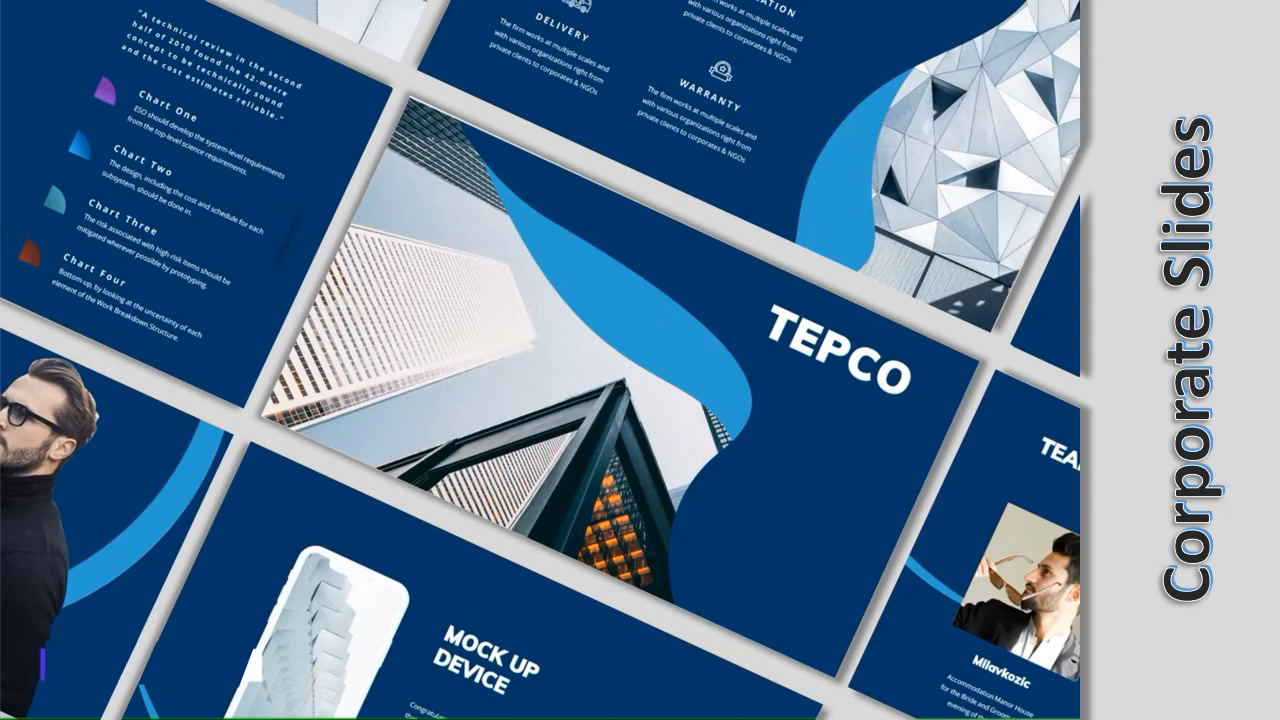 "A technical review in the second
half of 2010 found the 42-metre
concept to be technically sound
and the cost estimates reliable."
Chart One
ESO should develop the system-level requirements
from the top-level science requirements.
Chart Two
The design, including the cost and schedule for each
subsystem, should be done in.
Chart Three
The risk associated with high-risk items should be
mitigated wherever possible by prototyping.
Chart Four
Bottom-up, by looking at the uncertainty of each
element of the Work Breakdown Structure.
DELIVERY
The firm works at multiple scales and
with various organizations right from
private clients to corporates & NGOs
with various organizations right from
private clients to corporates & NGOs
WARRANTY
The firm works at multiple scales and
with various organizations right from
private clients to corporates & NGOs
TEPCO
MOCK UP
DEVICE
Milavkozic
Accommodation Manor House
for the Bride and Groom
evening of
Corporate Slides